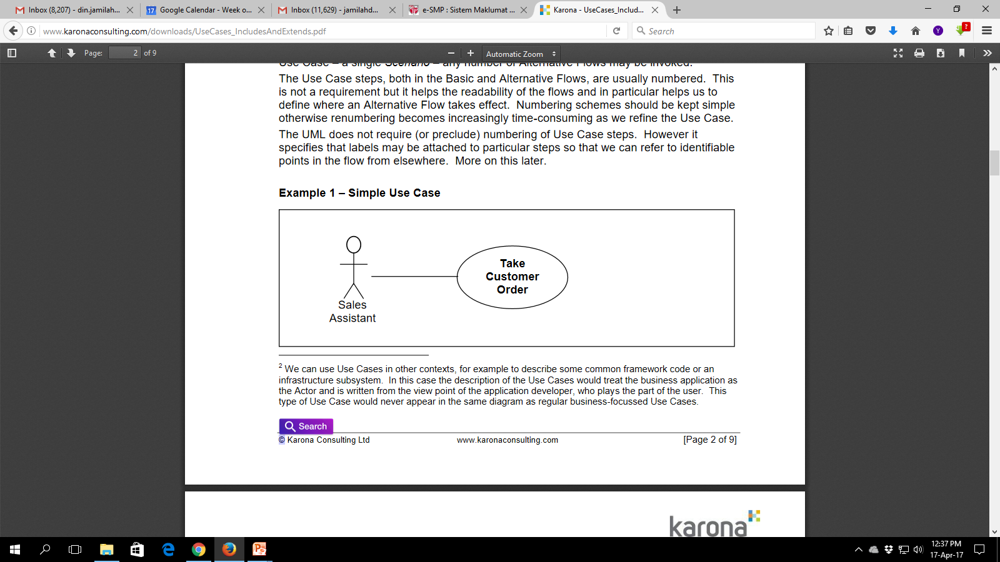 Inbox (8,207) - din.jamilah...
Google Calendar - Week o...
Inbox (11,629) - jamilahd...
e-SMP : Sistem Maklumat ...
Karona - UseCases_Includ...
www.karonaconsulting.com/downloads/UseCases_IncludesAndExtends.pdf
Search
Page: 2 of 9
Automatic Zoom
Use Case – a single Scenario – any number of Alternative Flows may be invoked.
The Use Case steps, both in the Basic and Alternative Flows, are usually numbered. This
is not a requirement but it helps the readability of the flows and in particular helps us to
define where an Alternative Flow takes effect. Numbering schemes should be kept simple
otherwise renumbering becomes increasingly time-consuming as we refine the Use Case.
The UML does not require (or preclude) numbering of Use Case steps. However it
specifies that labels may be attached to particular steps so that we can refer to identifiable
points in the flow from elsewhere. More on this later.
Example 1 – Simple Use Case
Take
Customer
Order
Sales
Assistant
2 We can use Use Cases in other contexts, for example to describe some common framework code or an
infrastructure subsystem. In this case the description of the Use Cases would treat the business application as
the Actor and is written from the view point of the application developer, who plays the part of the user. This
type of Use Case would never appear in the same diagram as regular business-focussed Use Cases.
Search
© Karona Consulting Ltd www.karonaconsulting.com [Page 2 of 9]
karona
12:37 PM
17-Apr-17